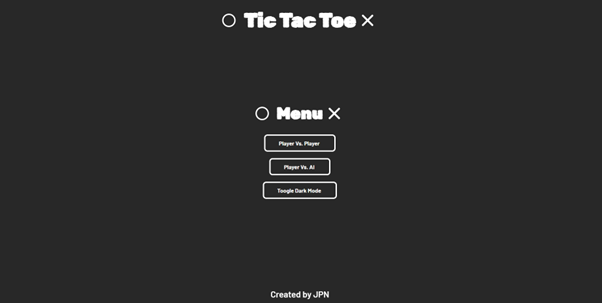 Tic Tac Toe
Menu
Player Vs. Player
Player Vs. AI
Toogle Dark Mode
Created by JPN